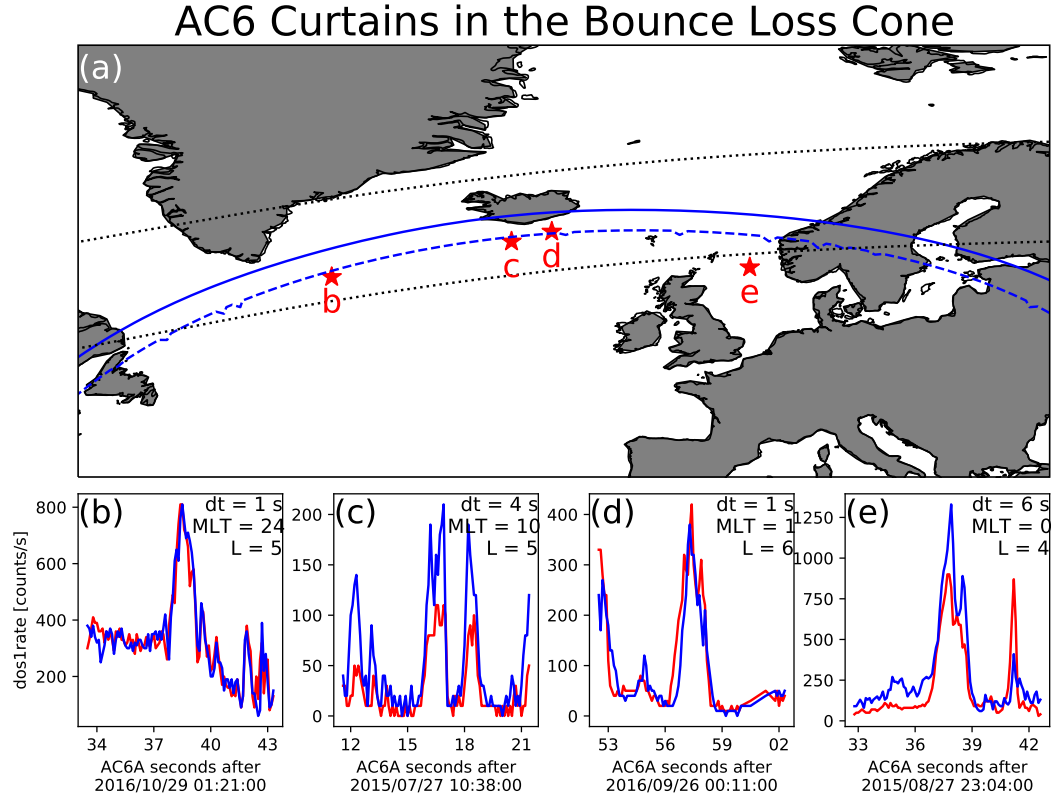 AC6 Curtains in the Bounce Loss Cone
(a)
b
c
d
e
(b)
dt = 1 s
MLT = 24
L = 5
800
600
400
200
dos1rate [counts/s]
34 37 40 43
AC6A seconds after
2016/10/29 01:21:00
(c)
dt = 4 s
MLT = 10
L = 5
200
150
100
50
0
12 15 18 21
AC6A seconds after
2015/07/27 10:38:00
(d)
dt = 1 s
MLT = 1
L = 6
400
300
200
100
0
53 56 59 02
AC6A seconds after
2016/09/26 00:11:00
(e)
dt = 6 s
MLT = 0
L = 4
1250
1000
750
500
250
0
33 36 39 42
AC6A seconds after
2015/08/27 23:04:00